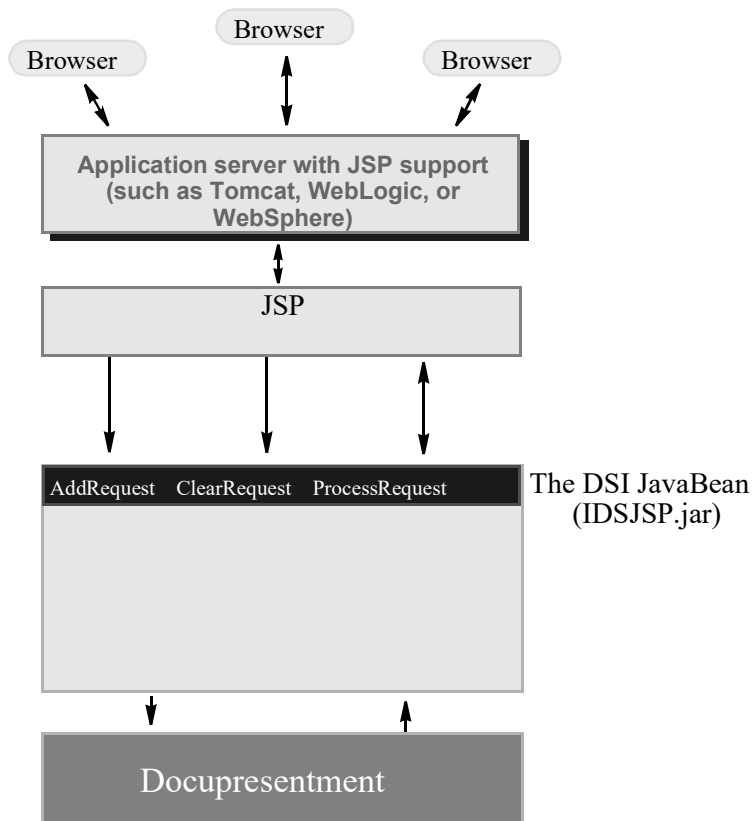 Browser
Browser
Browser
Application server with JSP support
(such as Tomcat, WebLogic, or
WebSphere)
JSP
AddRequest ClearRequest ProcessRequest
The DSI JavaBean
(IDSJSP.jar)
Docupresentment